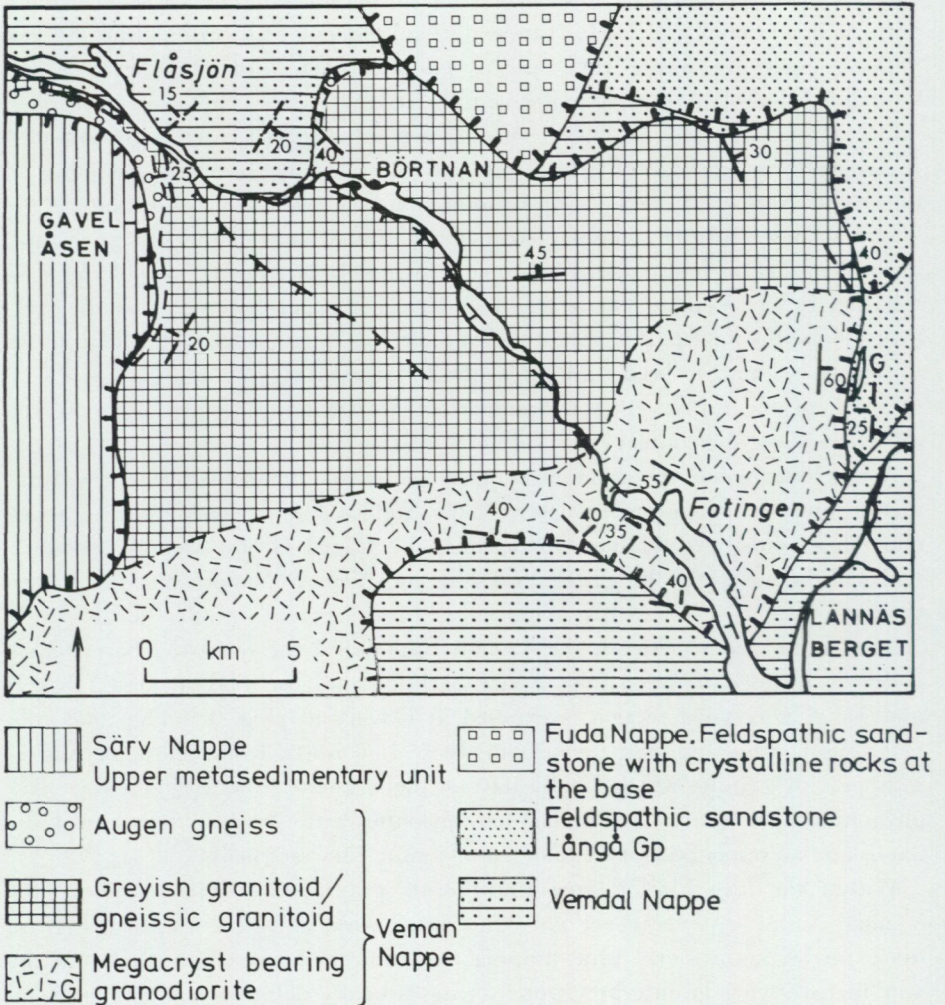 Flåsjön
15
20
40
BÖRTNAN
30
25
GAVEL
ÅSEN
45
40
20
G
60
25
55
Fotingen
40
40
35
40
LÄNNÄS
BERGET
0 km 5
Särv Nappe
Upper metasedimentary unit
Augen gneiss
Greyish granitoid/
gneissic granitoid
Megacryst bearing
granodiorite
G
Veman
Nappe
Fuda Nappe. Feldspathic sand-
stone with crystalline rocks at
the base
Feldspathic sandstone
Långå Gp
Vemdal Nappe